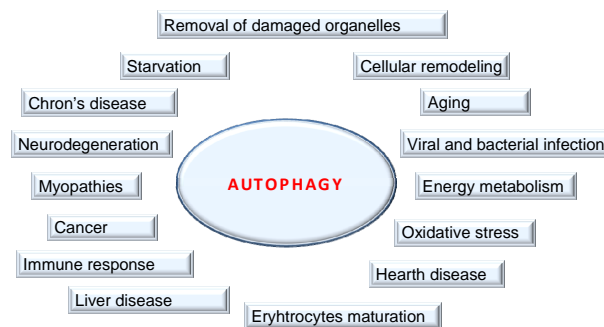 Removal of damaged organelles
Starvation
Cellular remodeling
Chron's disease
Aging
Neurodegeneration
Viral and bacterial infection
AUTOPHAGY
Myopathies
Energy metabolism
Cancer
Oxidative stress
Immune response
Hearth disease
Liver disease
Eryhtrocytes maturation